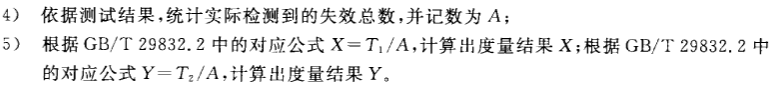 4) 依据测试结果,统计实际检测到的失效总数,并记数为 A;
5) 根据 GB/T 29832.2 中的对应公式 X=T₁/A,计算出度量结果 X;根据 GB/T 29832.2 中
的对应公式 Y=T₂/A,计算出度量结果 Y。